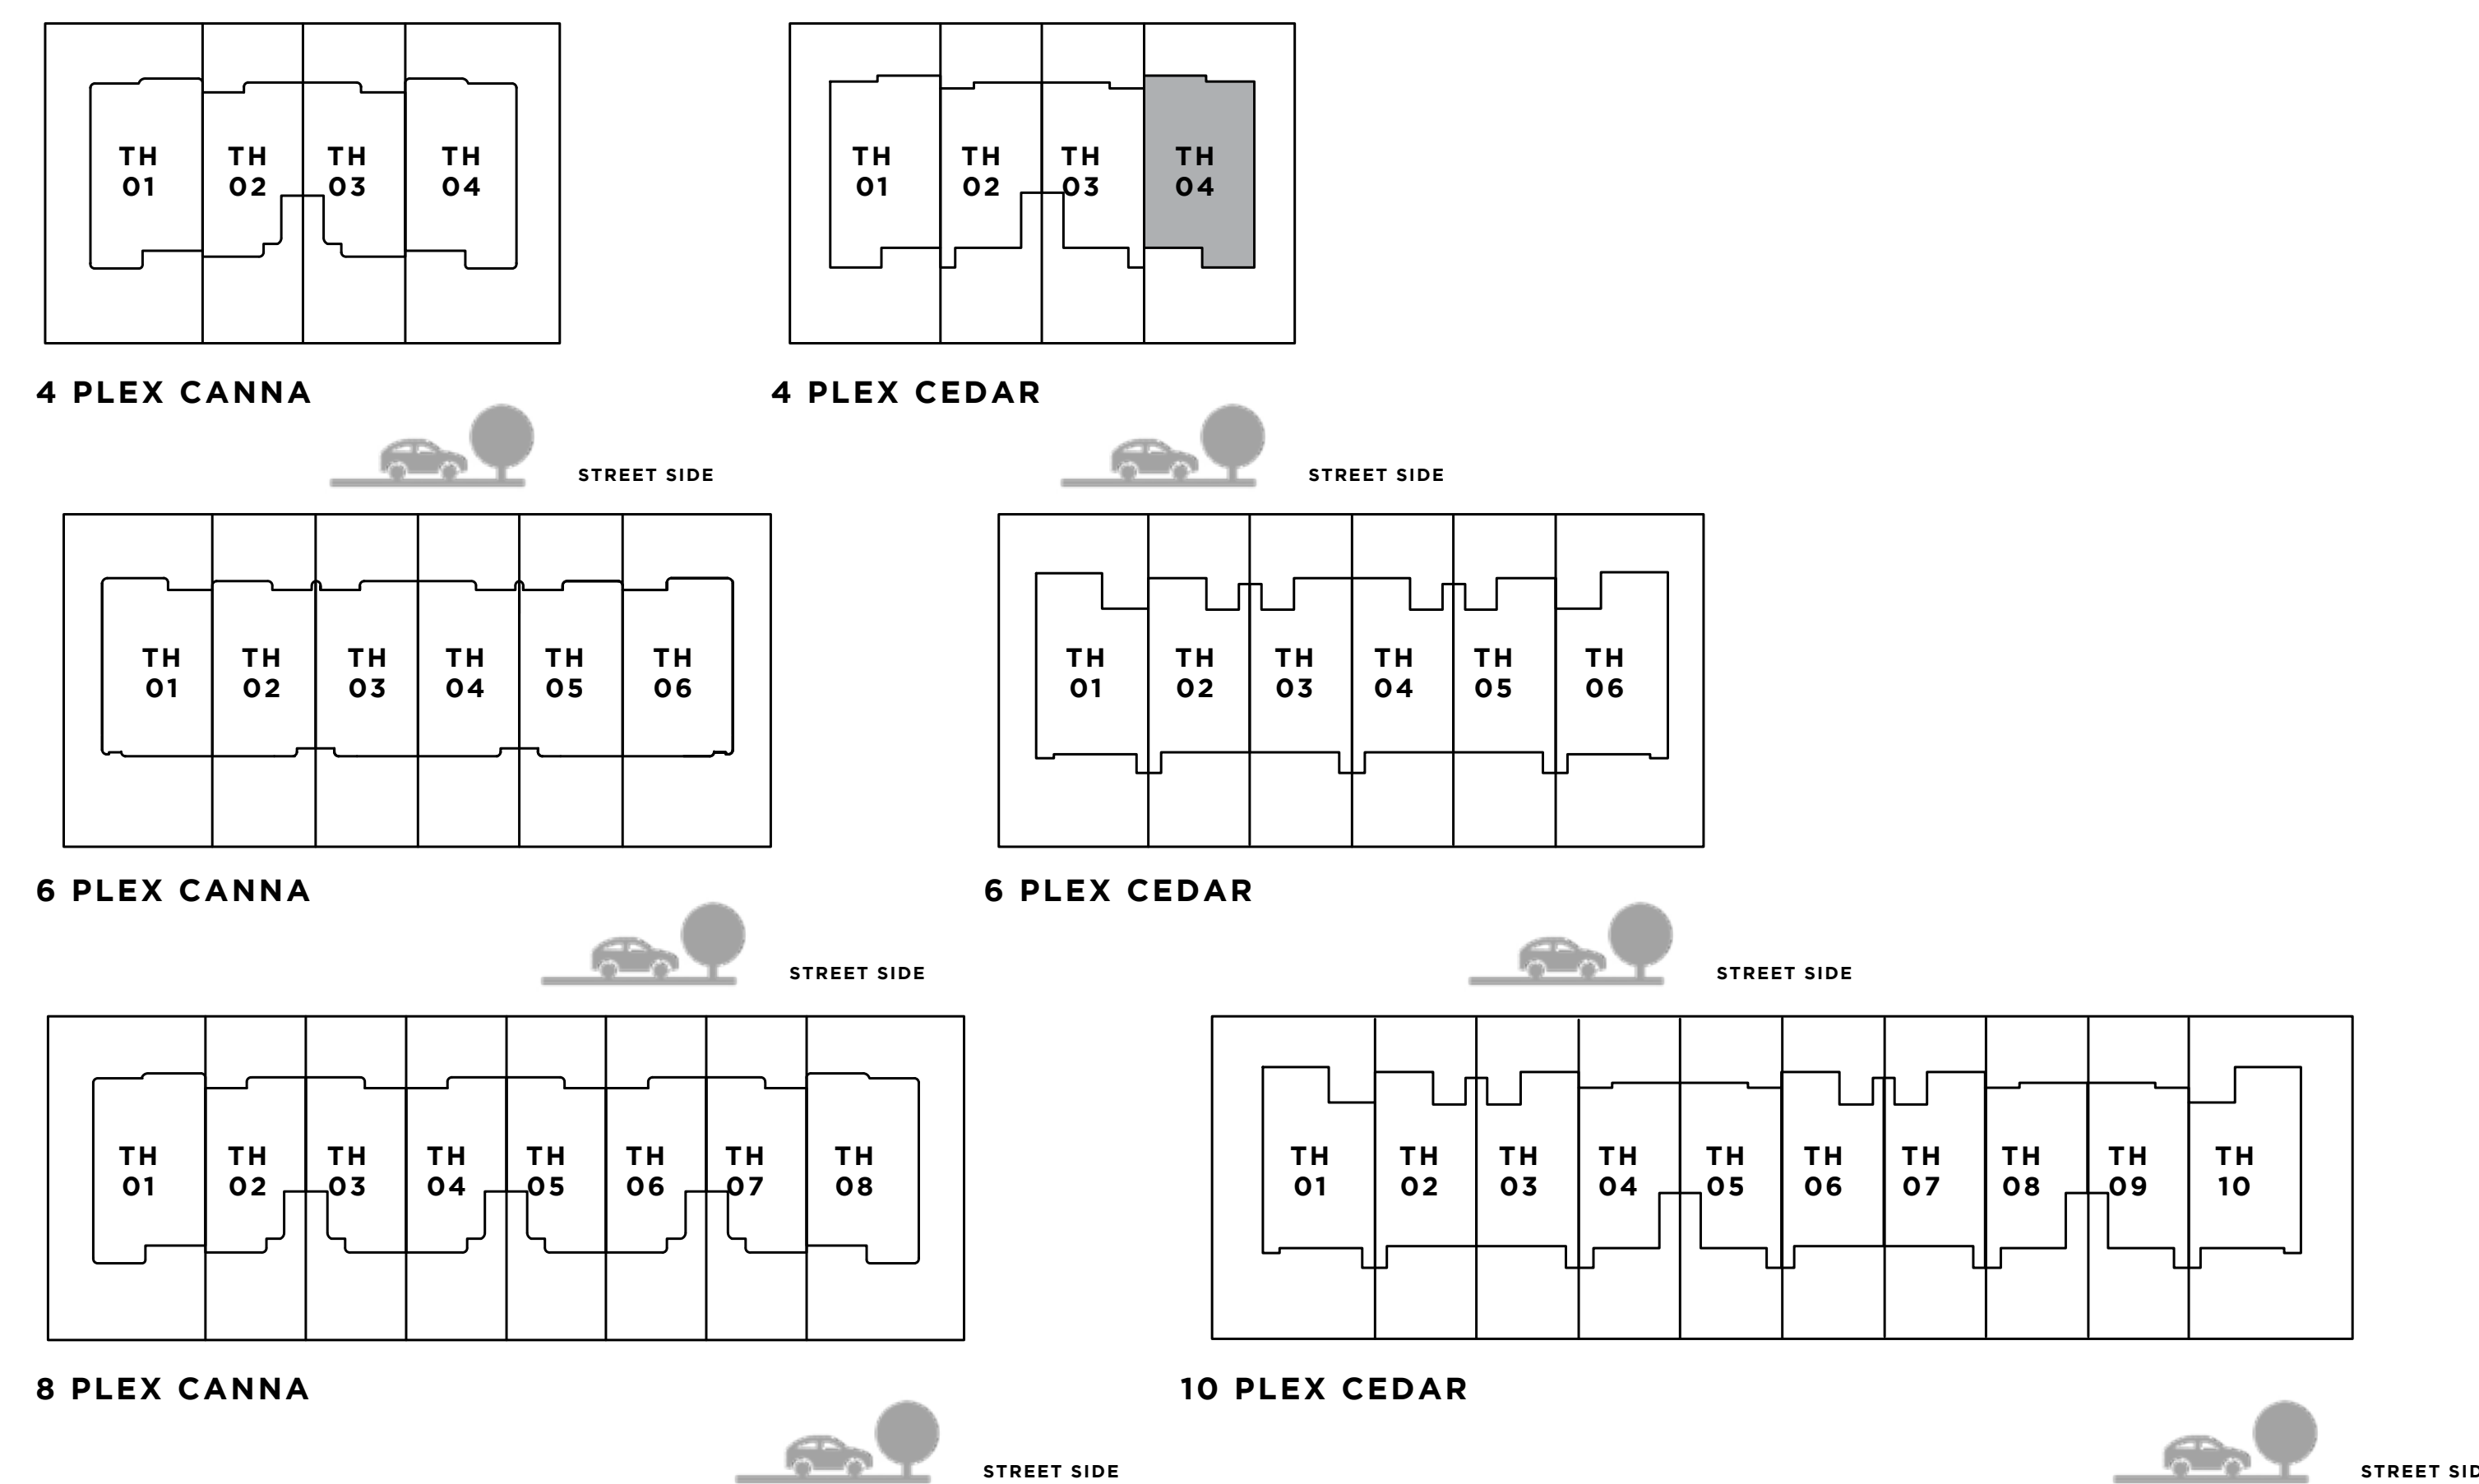 TH
01
TH
02
TH
03
TH
04
4 PLEX CANNA
STREET SIDE
TH
01
TH
02
TH
03
TH
04
4 PLEX CEDAR
STREET SIDE
TH
01
TH
02
TH
03
TH
04
TH
05
TH
06
6 PLEX CANNA
STREET SIDE
TH
01
TH
02
TH
03
TH
04
TH
05
TH
06
6 PLEX CEDAR
STREET SIDE
TH
01
TH
02
TH
03
TH
04
TH
05
TH
06
TH
07
TH
08
8 PLEX CANNA
STREET SIDE
TH
01
TH
02
TH
03
TH
04
TH
05
TH
06
TH
07
TH
08
TH
09
TH
10
10 PLEX CEDAR
STREET SID